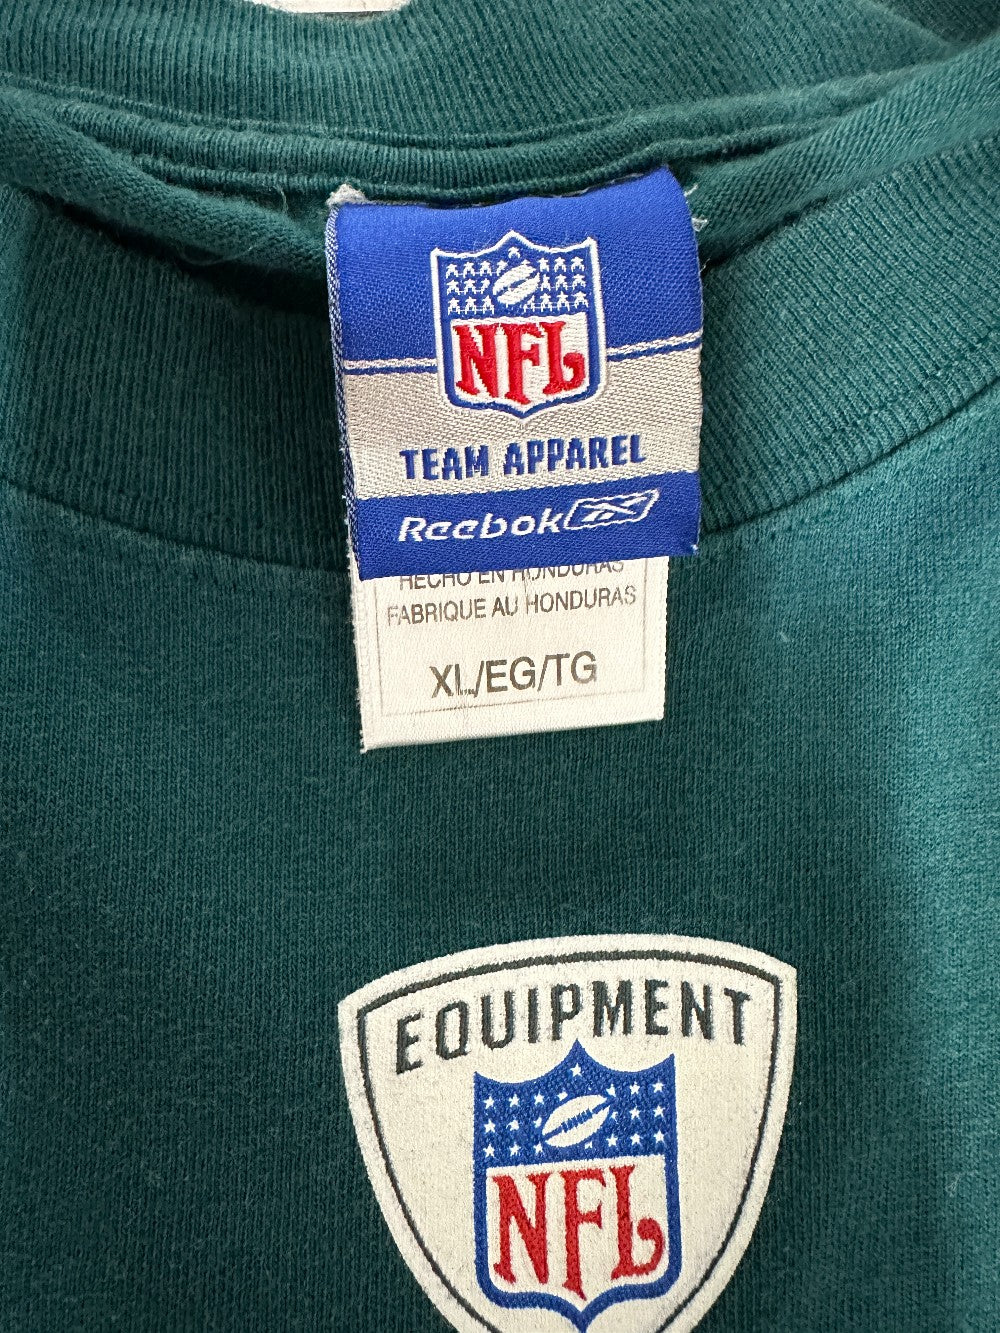 NFL
TEAM APPAREL
Reebok
HECHO EN HONDURAS
FABRIQUE AU HONDURAS
XL/EG/TG
EQUIPMENT
NFL